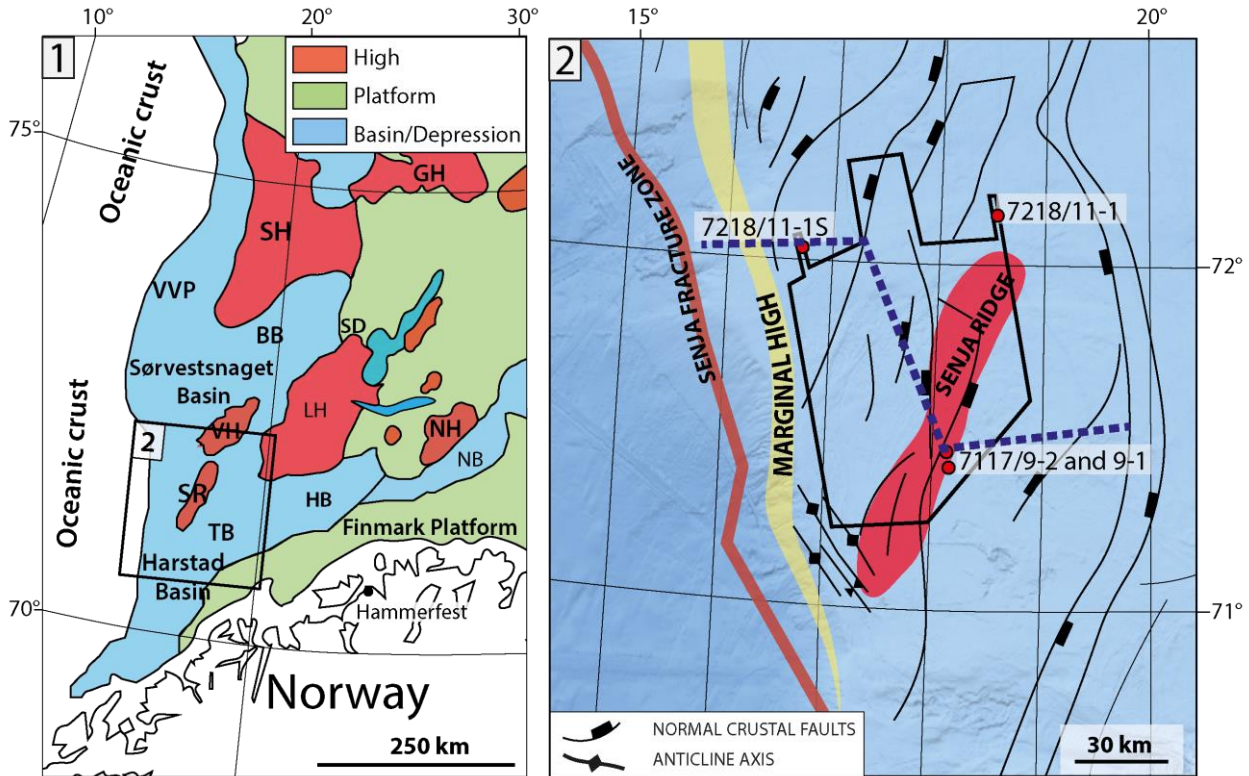 10°
20°
30°
1
High
Platform
Basin/Depression
75°
70°
Oceanic crust
Oceanic crust
GH
SH
VVP
BB
SD
Sørvestsnaget
Basin
LH
VH
NH
2
NB
SR
HB
TB
Finmark Platform
Harstad
Basin
Hammerfest
Norway
250 km
15°
20°
2
72°
71°
SENJA FRACTURE ZONE
MARGINAL HIGH
SENJA RIDGE
7218/11-1S
7218/11-1
7117/9-2 and 9-1
NORMAL CRUSTAL FAULTS
ANTICLINE AXIS
30 km